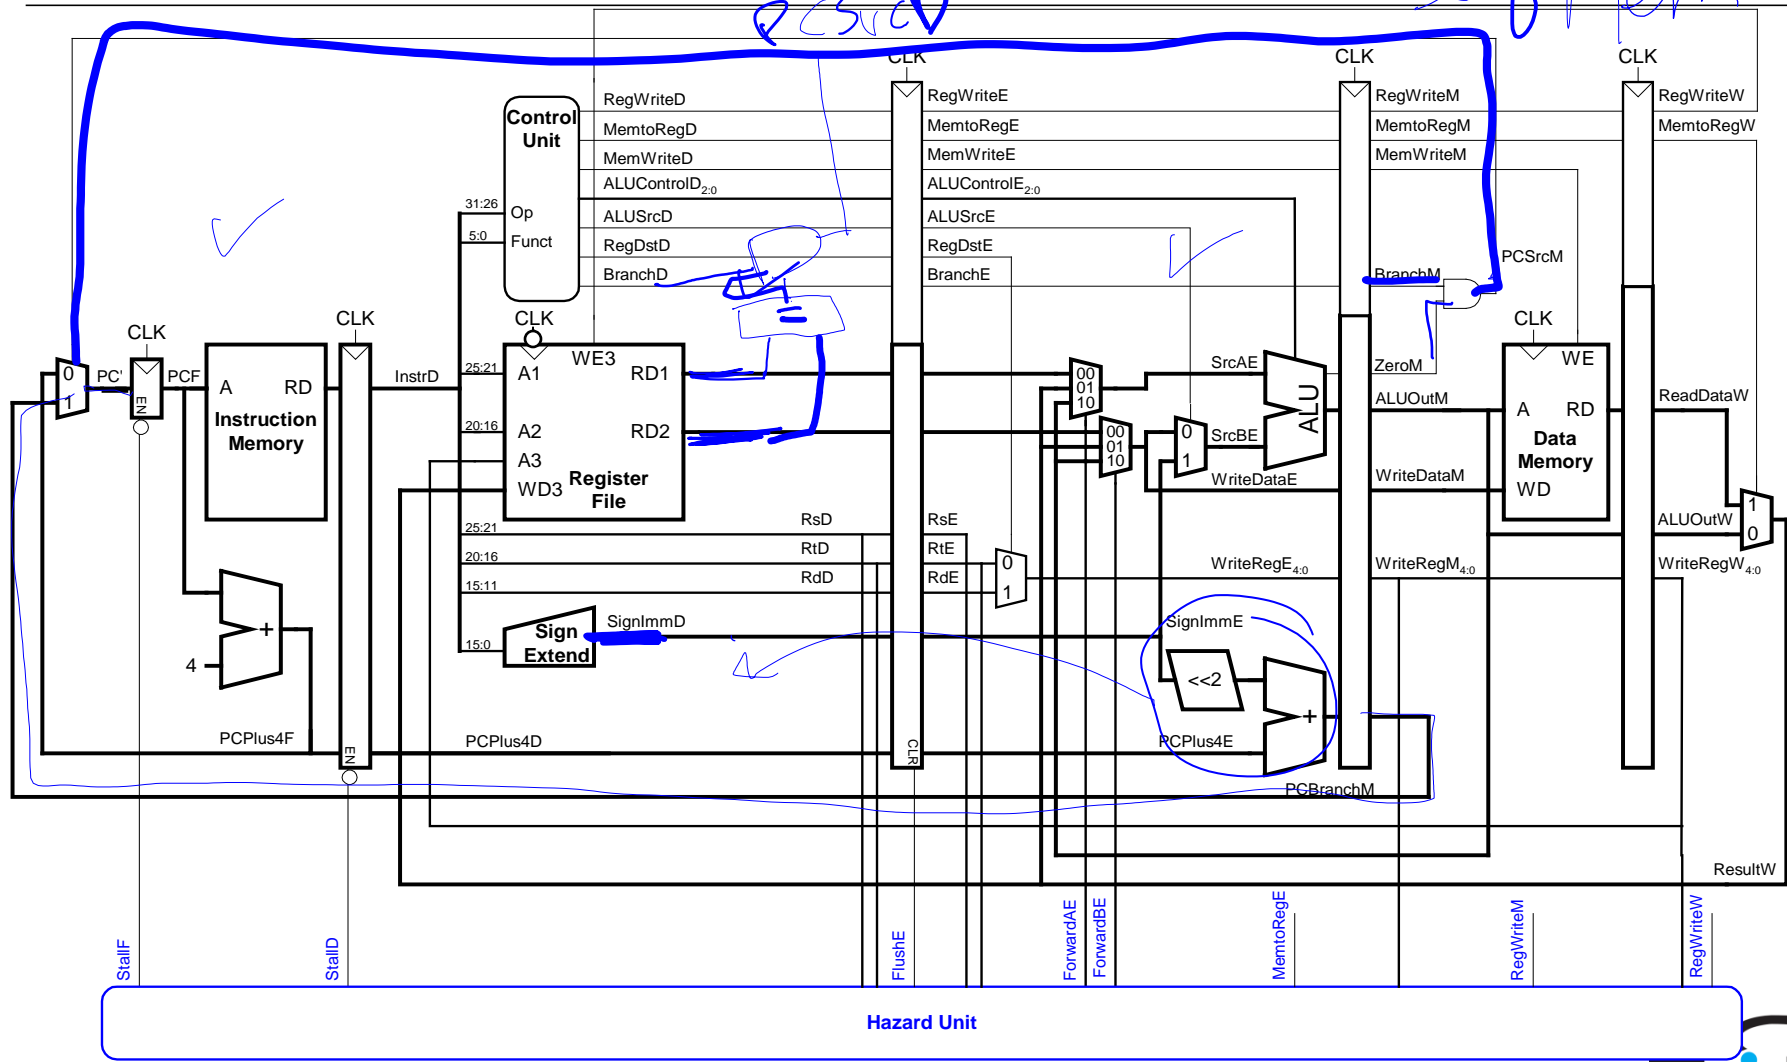 PCSrc
CLK
CLK
CLK
RegWriteD
RegWriteE
RegWriteM
RegWriteW
Control
Unit
MemtoRegD
MemtoRegE
MemtoRegM
MemtoRegW
MemWriteD
MemWriteE
MemWriteM
ALUControlD2:0
ALUControlE2:0
31:26
Op
ALUSrcD
ALUSrcE
5:0
Funct
RegDstD
RegDstE
BranchD
BranchE
BranchM
PCSrcM
CLK
CLK
CLK
CLK
=
0
1
PC'
EN
PCF
A
RD
Instruction
Memory
InstrD
25:21
A1
WE3
RD1
20:16
A2
RD2
A3
WD3
Register
File
00
01
10
00
01
10
0
1
SrcAE
SrcBE
ALU
ZeroM
ALUOutM
WriteDataE
WriteDataM
WE
A
RD
Data
Memory
WD
ReadDataW
ALUOutW
1
0
25:21
RsD
RsE
20:16
RtD
RtE
15:11
RdD
RdE
0
1
WriteRegE4:0
WriteRegM4:0
WriteRegW4:0
15:0
Sign
Extend
SignImmD
SignImmE
<<2
+
4
+
PCPlus4F
EN
PCPlus4D
CLR
PCPlus4E
PCBranchM
ResultW
StallF
StallD
FlushE
ForwardAE
ForwardBE
MemtoRegE
RegWriteM
RegWriteW
Hazard Unit